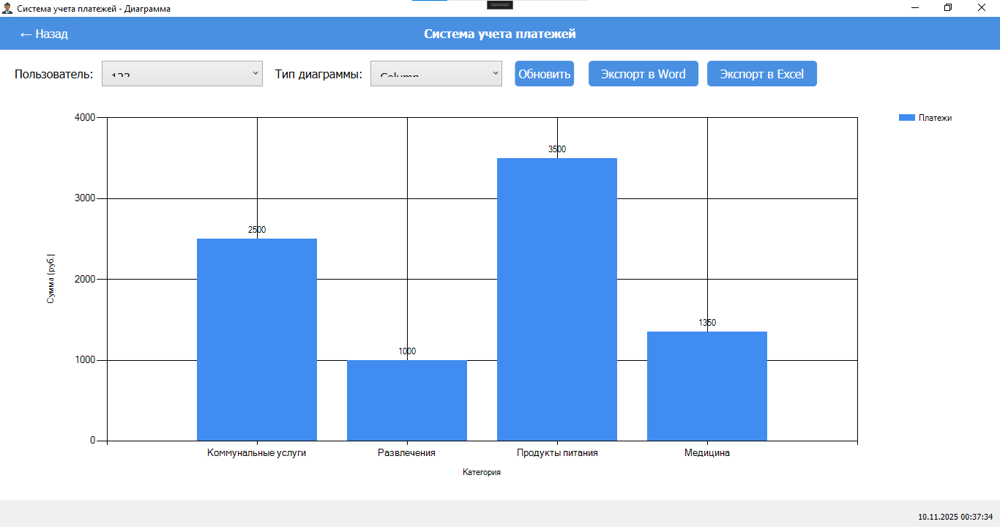 Система учета платежей - Диаграмма
← Назад
Система учета платежей
Пользователь:
Тип диаграммы:
Column
Обновить
Экспорт в Word
Экспорт в Excel
4000
3000
2000
1000
0
Сумма (руб.)
3500
2500
1350
1000
Платежи
Коммунальные услуги
Развлечения
Продукты питания
Медицина
Категория
10.11.2025 00:37:34